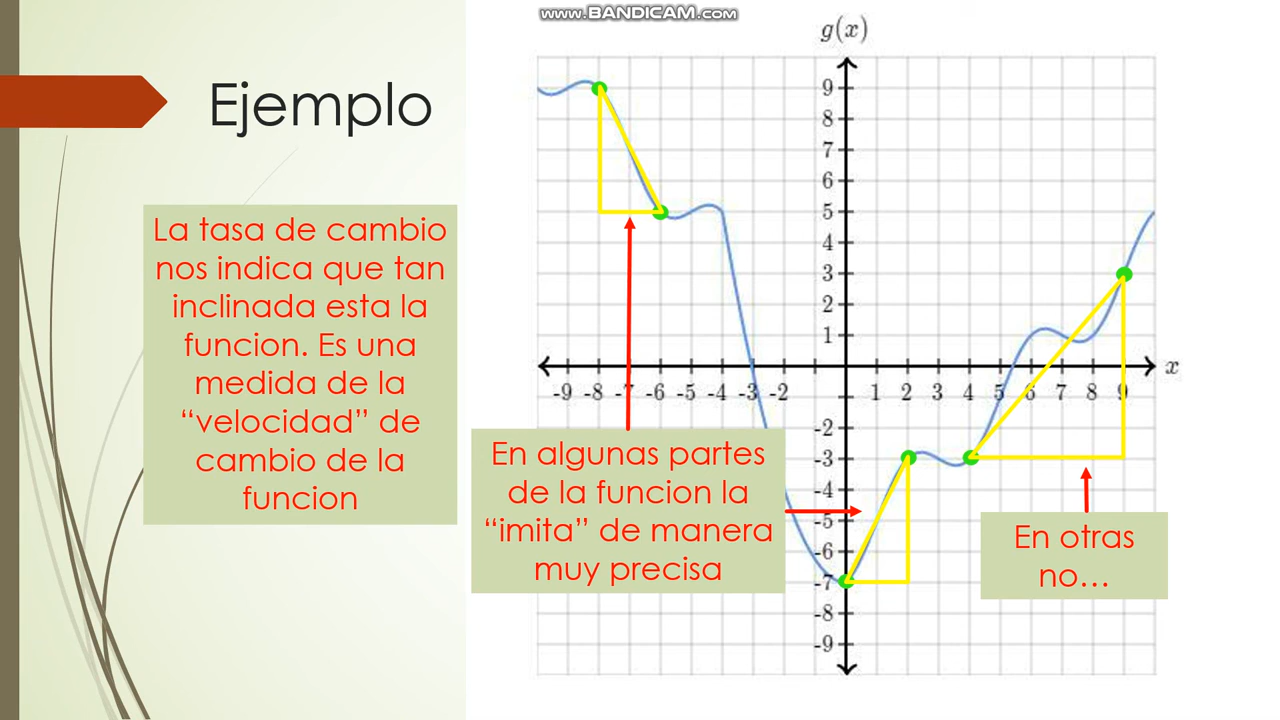 www.BANDICAM.com
g(x)
Ejemplo
La tasa de cambio
nos indica que tan
inclinada esta la
funcion. Es una
medida de la
“velocidad” de
cambio de la
funcion
9
8
7
6
5
4
3
2
1
x
-9 -8 -7 -6 -5 -4 -3 -2 1 2 3 4 5 6 7 8 9
-2
-3
-4
-5
-6
-7
-8
-9
En algunas partes
de la funcion la
“imita” de manera
muy precisa
En otras
no...